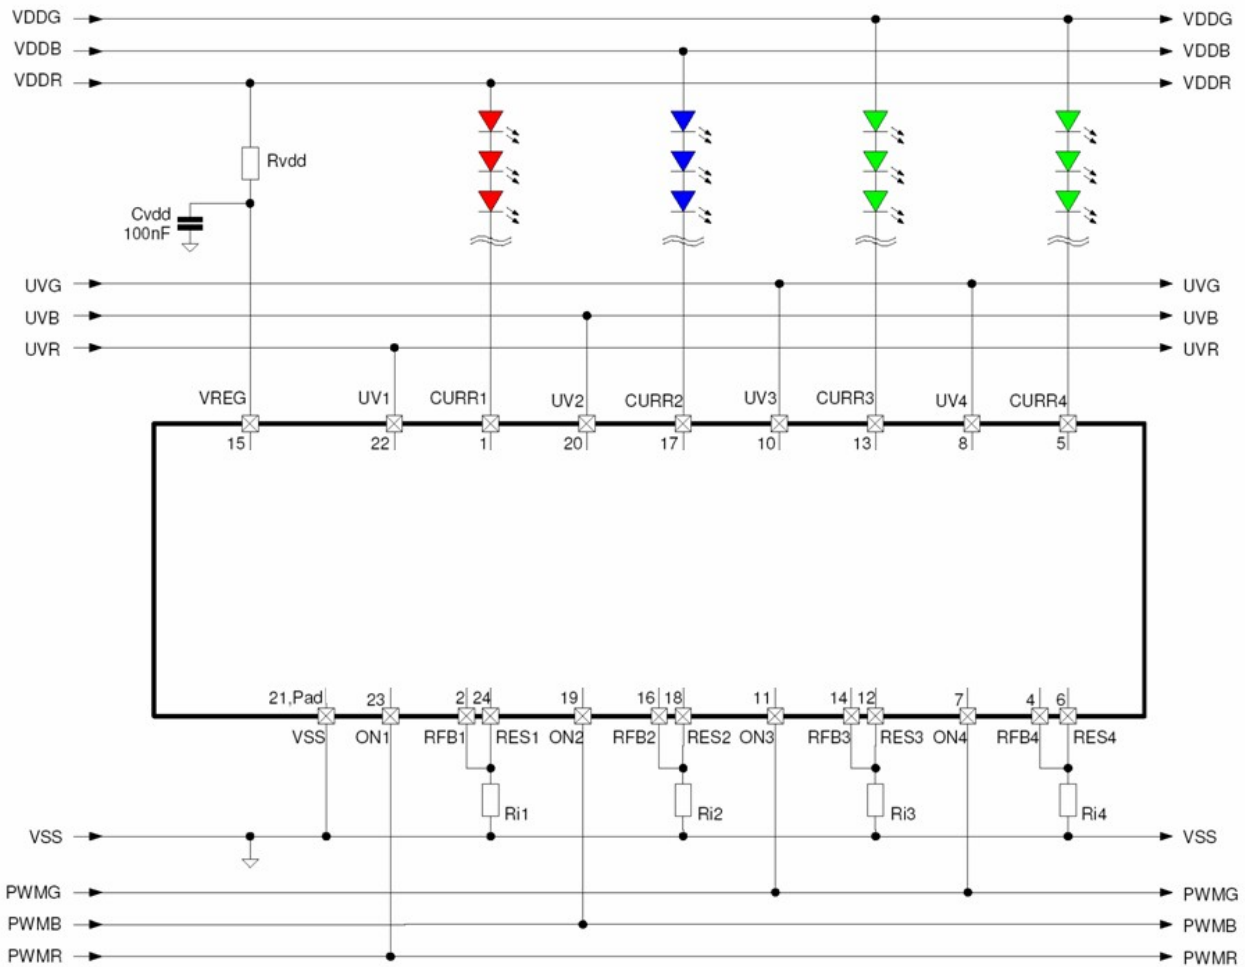 VDDG VDDG
VDDB VDDB
VDDR VDDR
Rvdd
Cvdd
100nF
UVG UVG
UVB UVB
UVR UVR
VREG UV1 CURR1 UV2 CURR2 UV3 CURR3 UV4 CURR4
15 22 1 20 17 10 13 8 5
21,Pad 23 2 24 19 16 18 11 14 12 7 4 6
VSS ON1 RFB1 RES1 ON2 RFB2 RES2 ON3 RFB3 RES3 ON4 RFB4 RES4
Ri1 Ri2 Ri3 Ri4
VSS VSS
PWMG PWMG
PWMB PWMB
PWMR PWMR